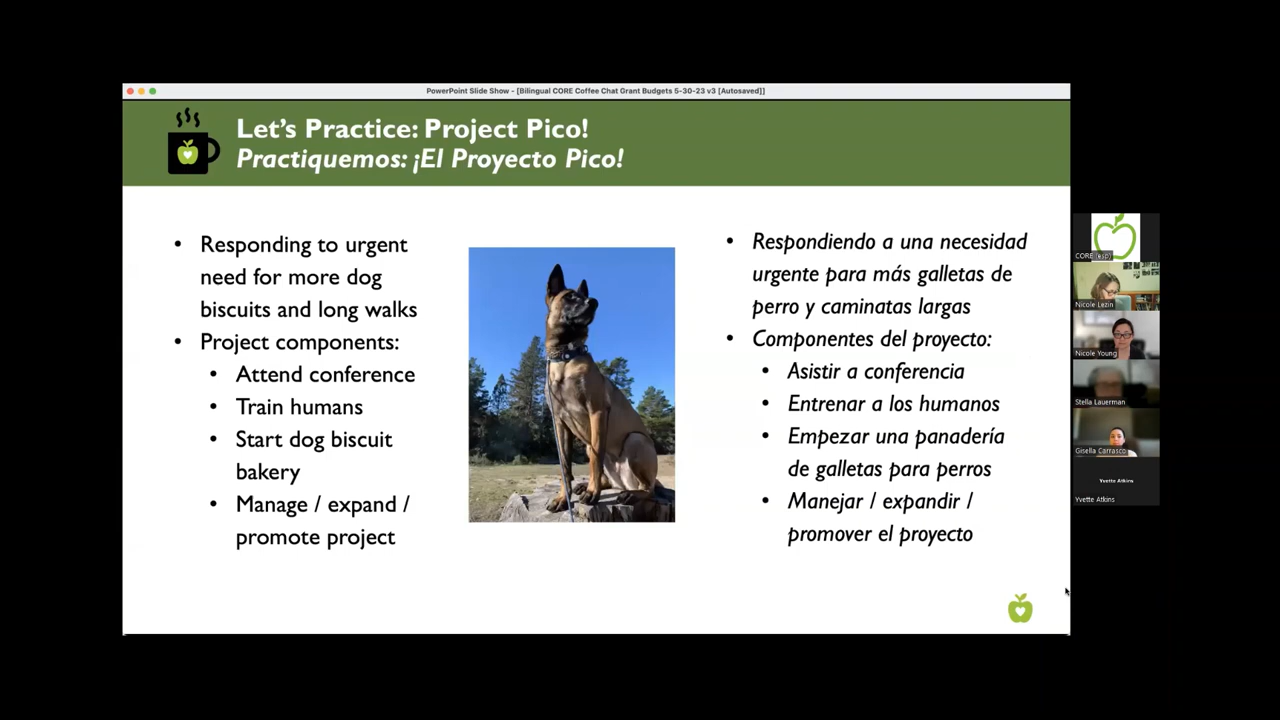 PowerPoint Slide Show - [Bilingual CORE Coffee Chat Grant Budgets 5-30-23 v3 [Autosaved]]
Let's Practice: Project Pico!
Practiquemos: ¡El Proyecto Pico!
• Responding to urgent
need for more dog
biscuits and long walks
• Project components:
• Attend conference
• Train humans
• Start dog biscuit
bakery
• Manage / expand /
promote project
• Respondiendo a una necesidad
urgente para más galletas de
perro y caminatas largas
• Componentes del proyecto:
• Asistir a conferencia
• Entrenar a los humanos
• Empezar una panadería
de galletas para perros
• Manejar / expandir /
promover el proyecto
CORE (esp)
Nicole Lezin
Nicole Young
Stella Lauerman
Gisella Carrasco
Yvette Atkins
Yvette Atkins